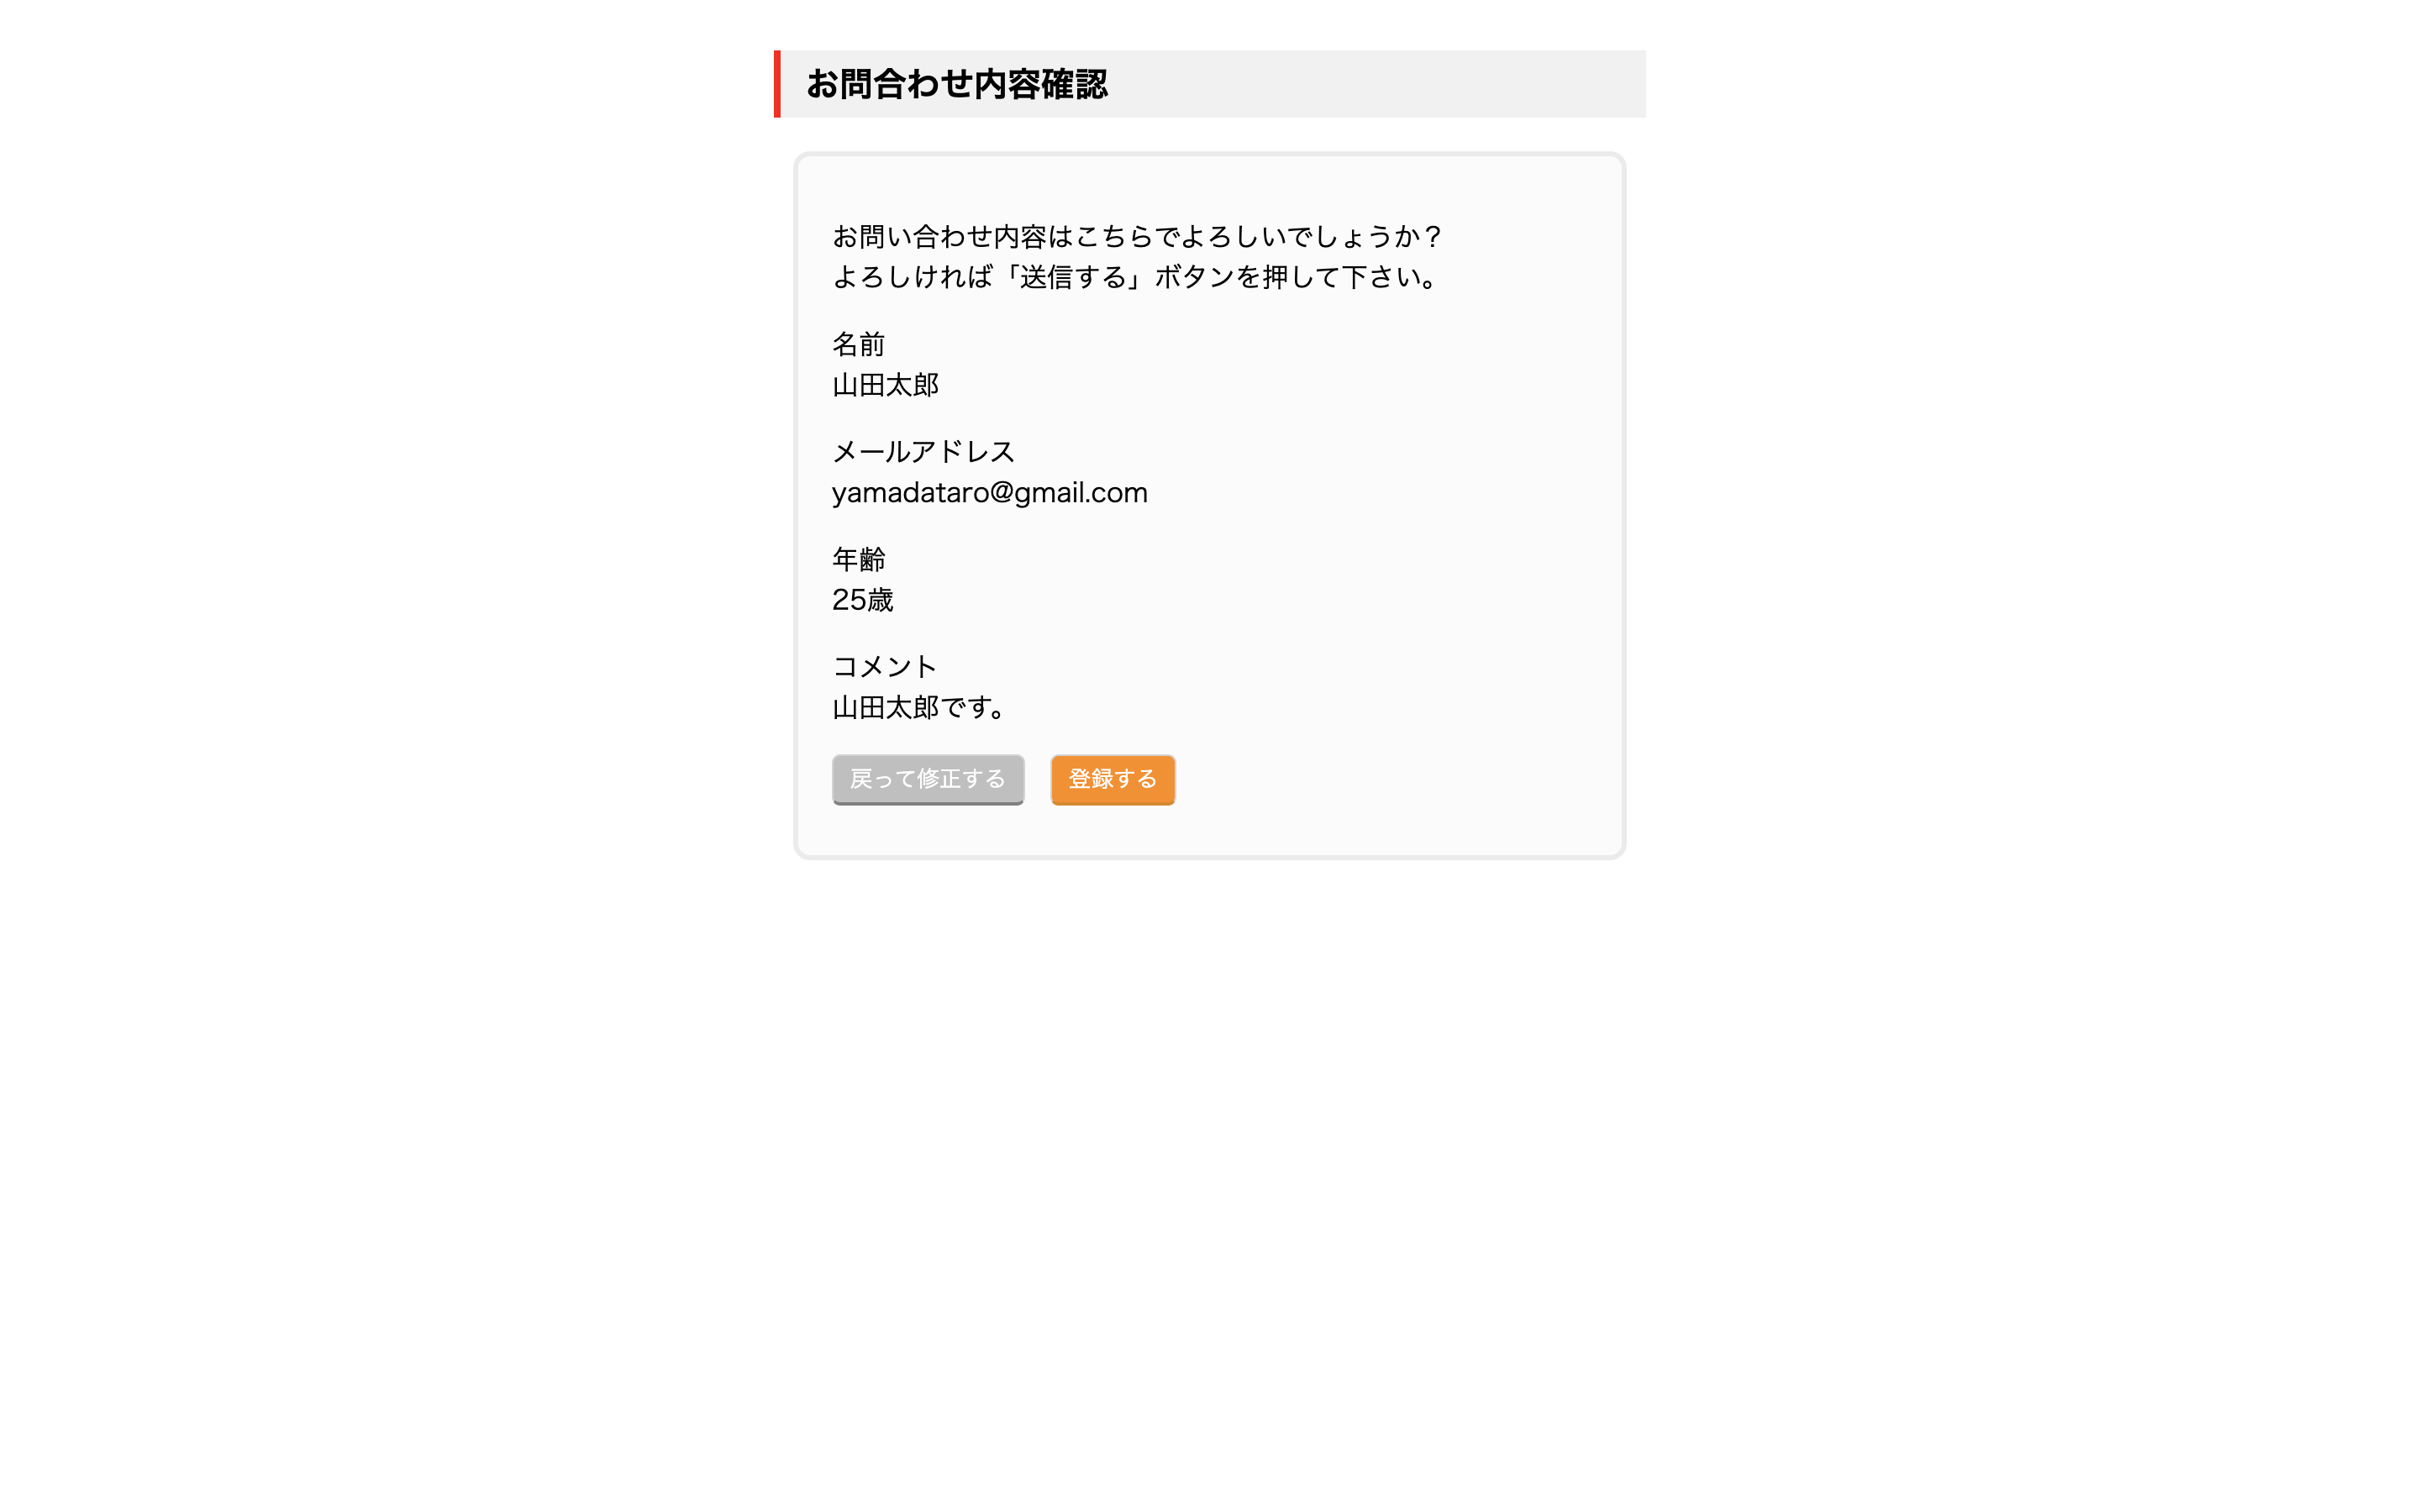 お問合わせ内容確認
お問い合わせ内容はこちらでよろしいでしょうか？
よろしければ「送信する」ボタンを押して下さい。
名前
山田太郎
メールアドレス
yamadataro@gmail.com
年齢
25歳
コメント
山田太郎です。
戻って修正する 登録する